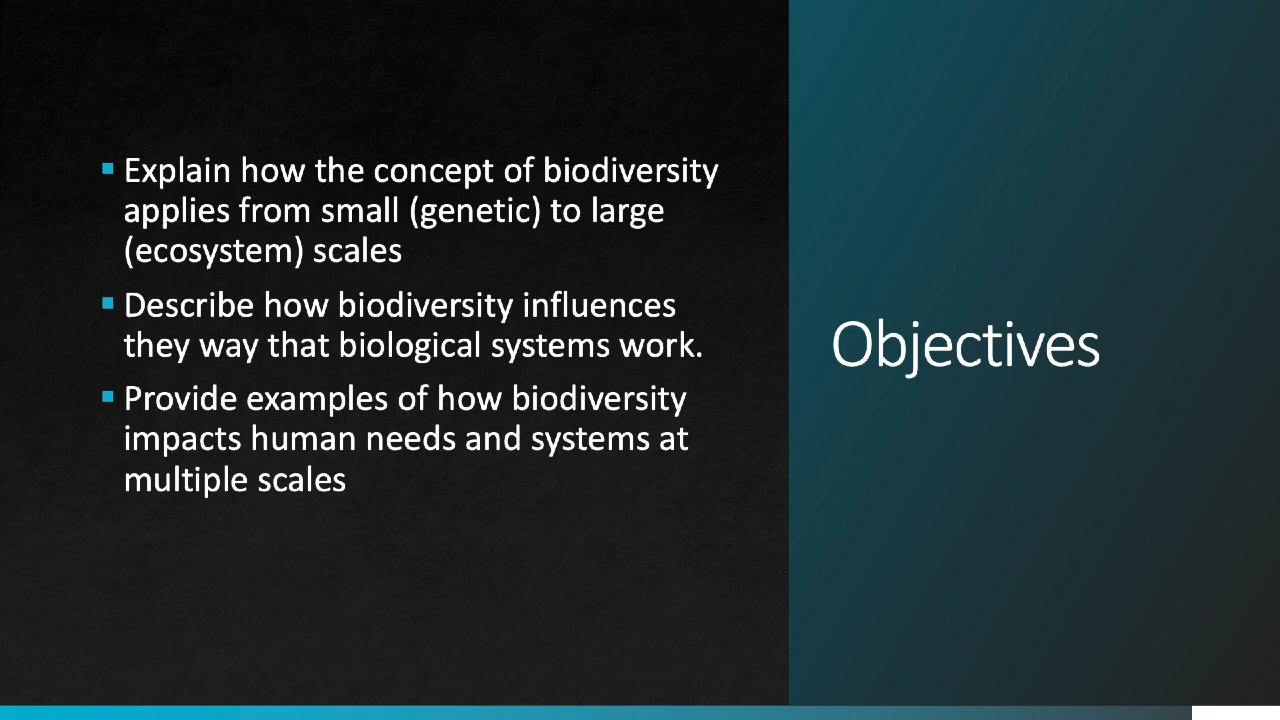 Explain how the concept of biodiversity
applies from small (genetic) to large
(ecosystem) scales
Describe how biodiversity influences
they way that biological systems work.
Provide examples of how biodiversity
impacts human needs and systems at
multiple scales
Objectives